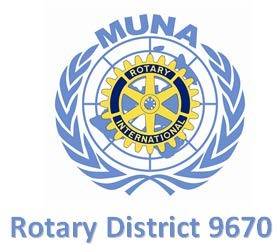 MUNA
ROTARY
INTERNATIONAL
Rotary District 9670